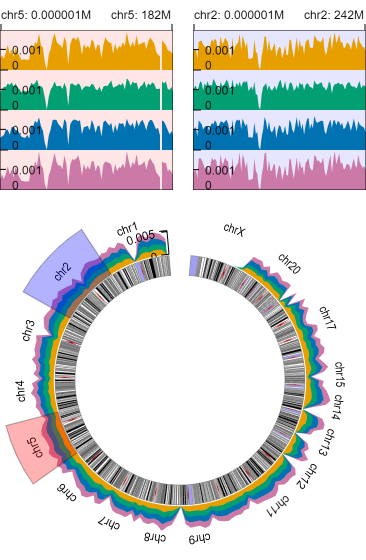 chr5: 0.000001M chr5: 182M chr2: 0.000001M chr2: 242M
0.001 0.001
0 0
0.001 0.001
0 0
0.001 0.001
0 0
0.001 0.001
0 0
chr1
0.005
0
chrX
chr2
chr20
chr3
chr17
chr4
chr15
chr5
chr14
chr13
chr6
chr12
chr7
chr11
chr8
chr9